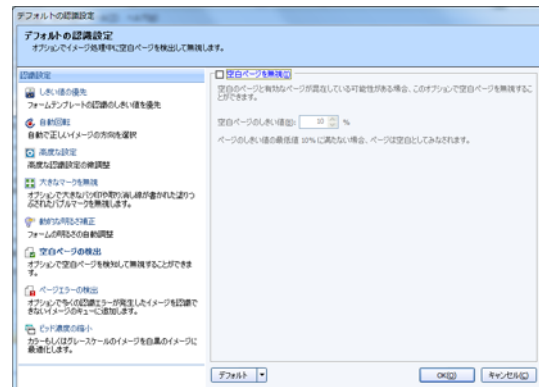 デフォルトの認識設定
デフォルトの認識設定
オプションでイメージ処理中に空白ページを検出して無視します。
認識設定
しきい値の優先
フォームテンプレートの認識のしきい値を優先
自動回転
自動で正しいイメージの方向を選択
高度な設定
高度な認識設定の微調整
大きなマークを無視
オプションで大きなバツ印や取り消し線が書かれた塗りつ
ぶされたバブルマークを無視します。
動的な明るさ補正
フォームの明るさの自動調整
空白ページの検出
オプションで空白ページを検知して無視することができま
す。
ページエラーの検出
オプションで多くの認識エラーが発生したイメージを認識で
きないイメージのキューに追加します。
ビット濃度の縮小
カラーもしくはグレースケールのイメージを白黒のイメージに
最適化します。
空白ページを無視(I)
空白のページと有効なページが混在している可能性がある場合、このオプションで空白ページを無視するこ
とができます。
空白ページのしきい値(B): 10 %
ページのしきい値の最低値 10% に満たない場合、ページは空白としてみなされます。
デフォルト
OK(O)
キャンセル(C)